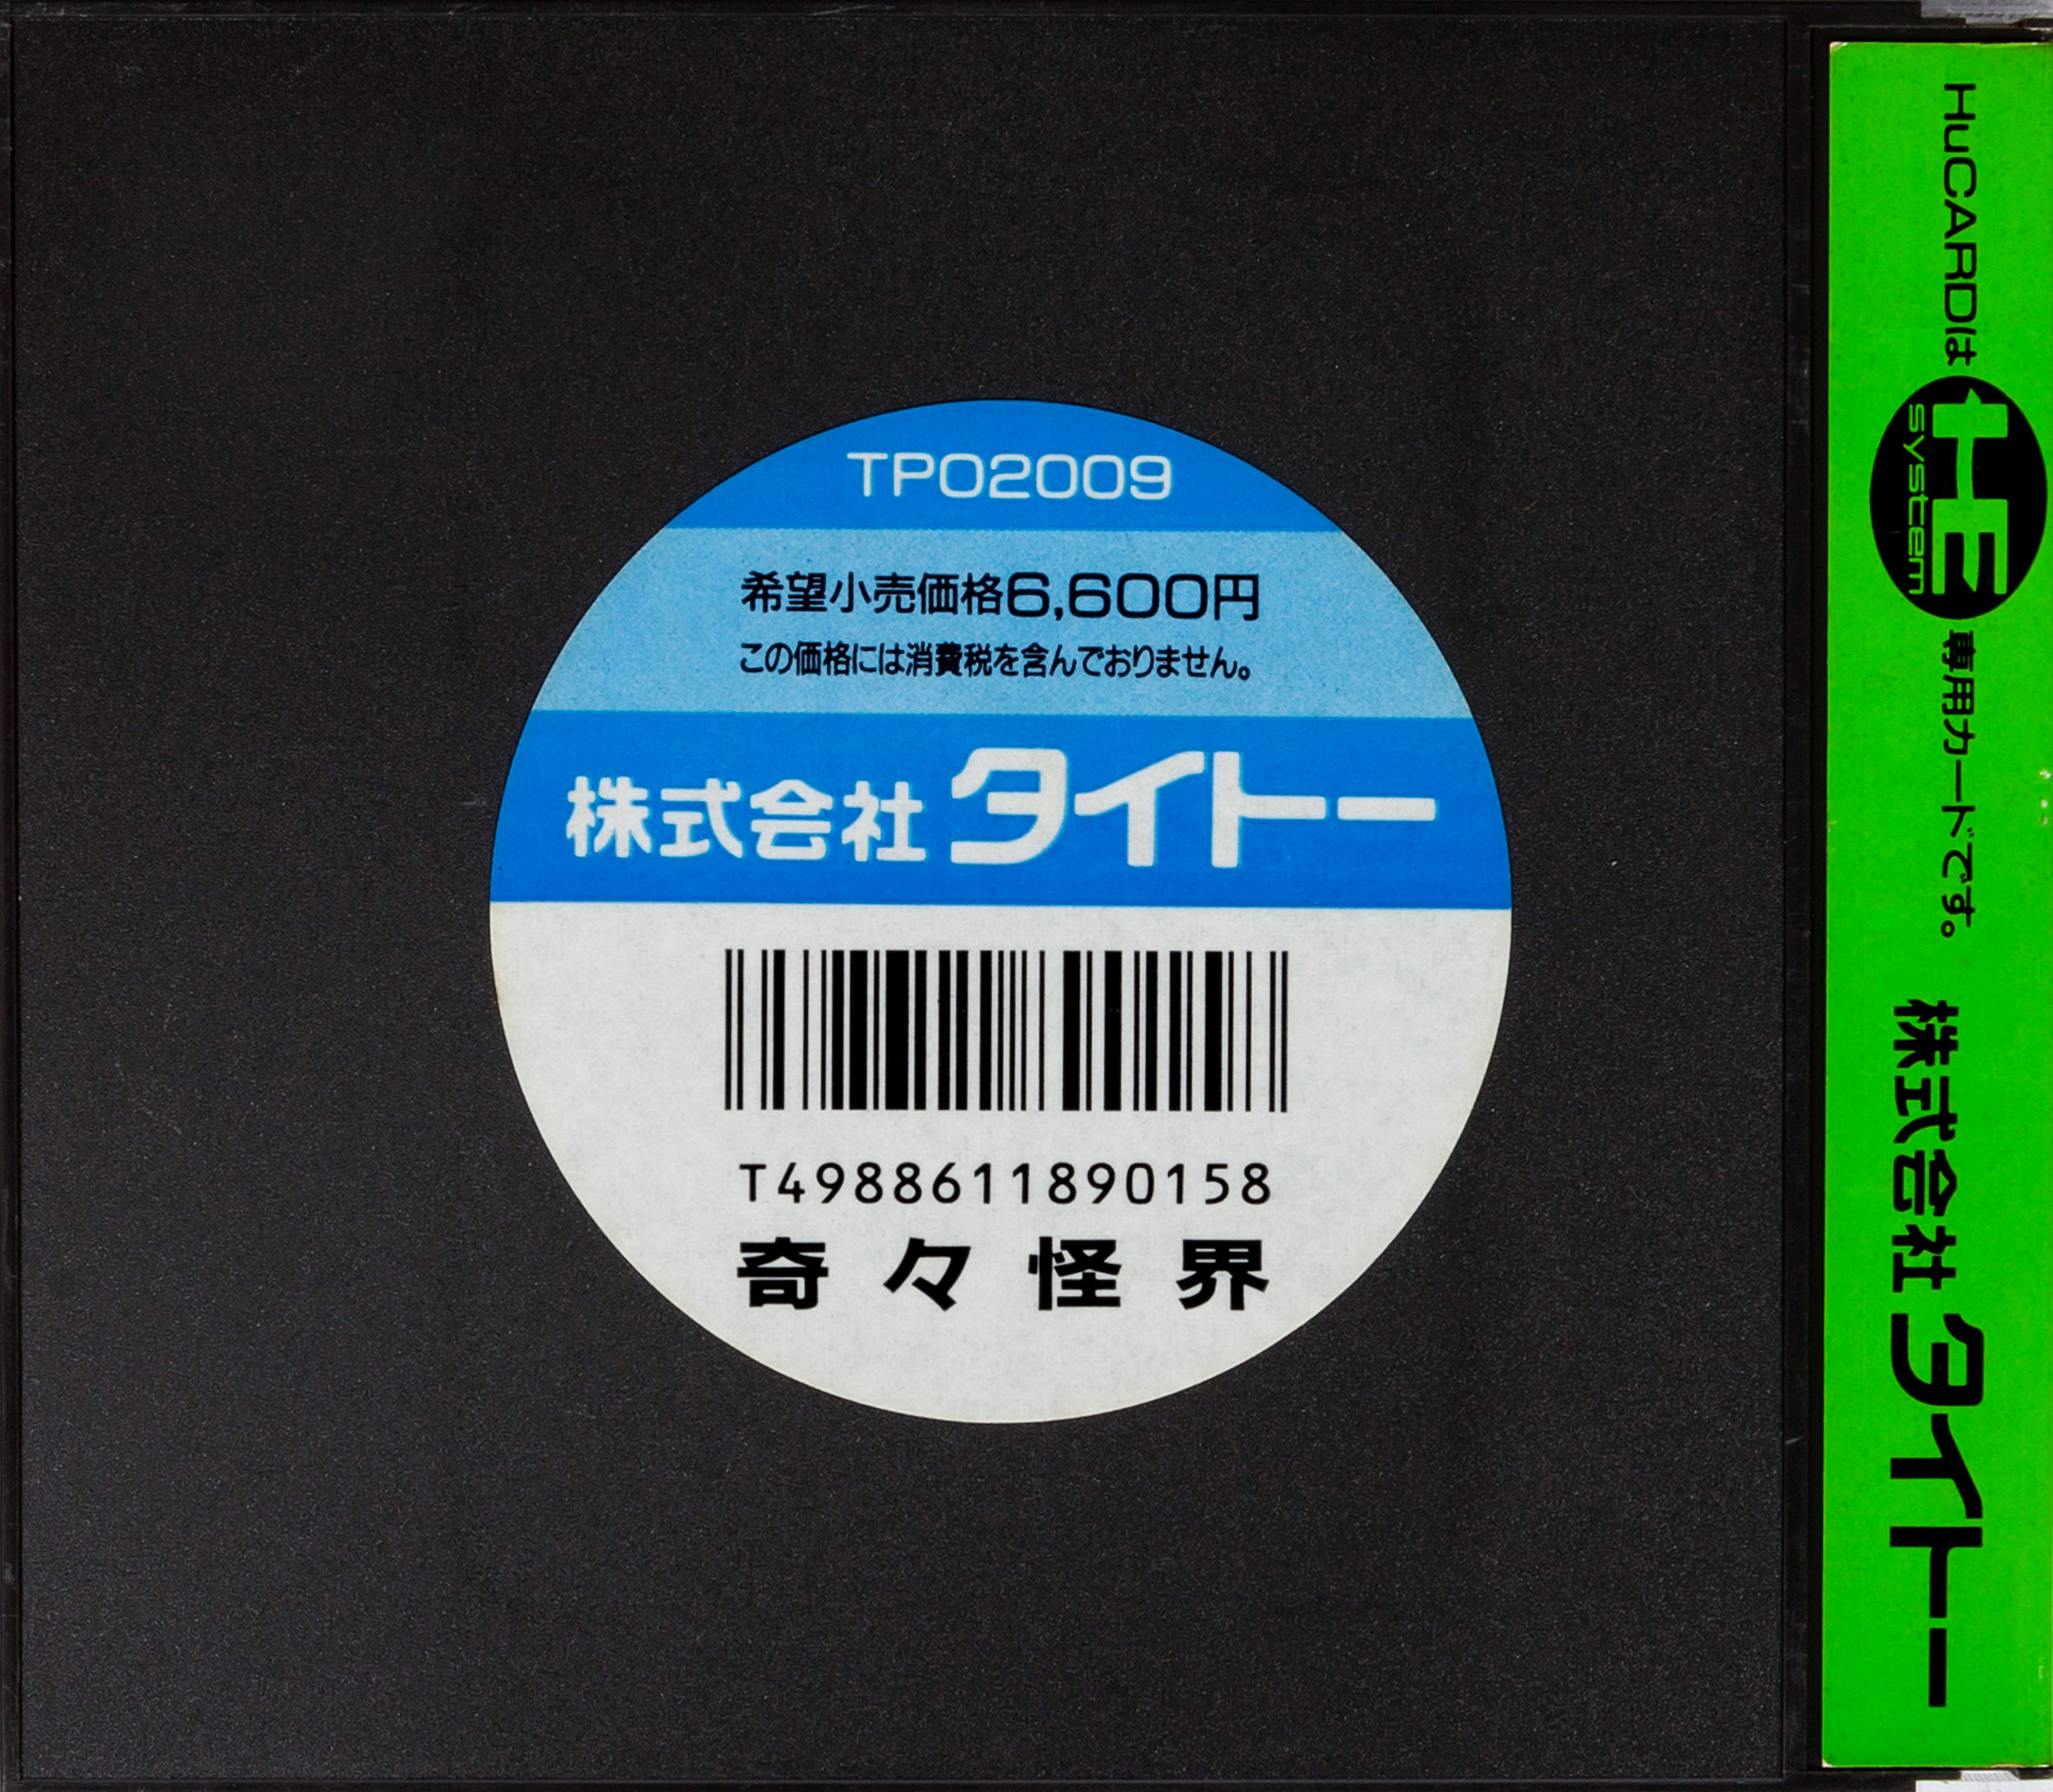 TP02009
希望小売価格6,600円
この価格には消費税を含んでおりません。
株式会社タイトー
T4988611890158
奇々怪界
HuCARDは HE system 専用カードです。 株式会社タイトー